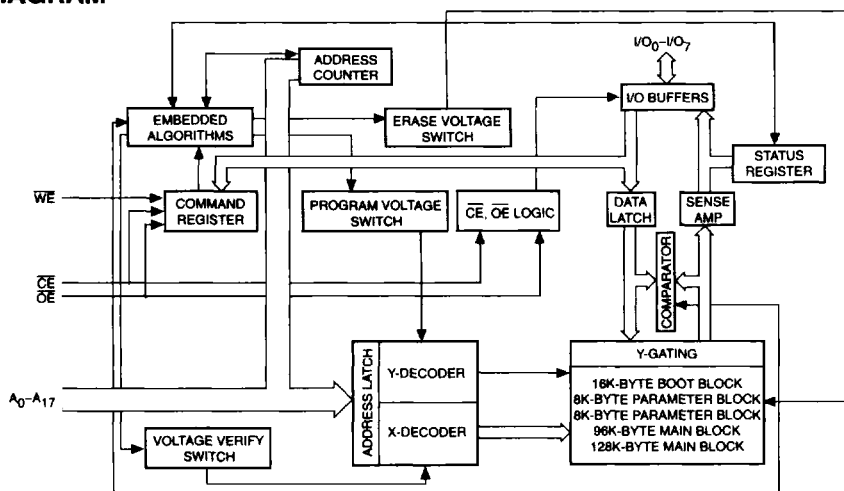 ADDRESS
COUNTER
I/O0–I/O7
I/O BUFFERS
EMBEDDED
ALGORITHMS
ERASE VOLTAGE
SWITCH
STATUS
REGISTER
WE
COMMAND
REGISTER
PROGRAM VOLTAGE
SWITCH
CE, OE LOGIC
DATA
LATCH
SENSE
AMP
CE
OE
COMPARATOR
A0–A17
ADDRESS LATCH
Y-DECODER
X-DECODER
Y-GATING
16K-BYTE BOOT BLOCK
8K-BYTE PARAMETER BLOCK
8K-BYTE PARAMETER BLOCK
96K-BYTE MAIN BLOCK
128K-BYTE MAIN BLOCK
VOLTAGE VERIFY
SWITCH